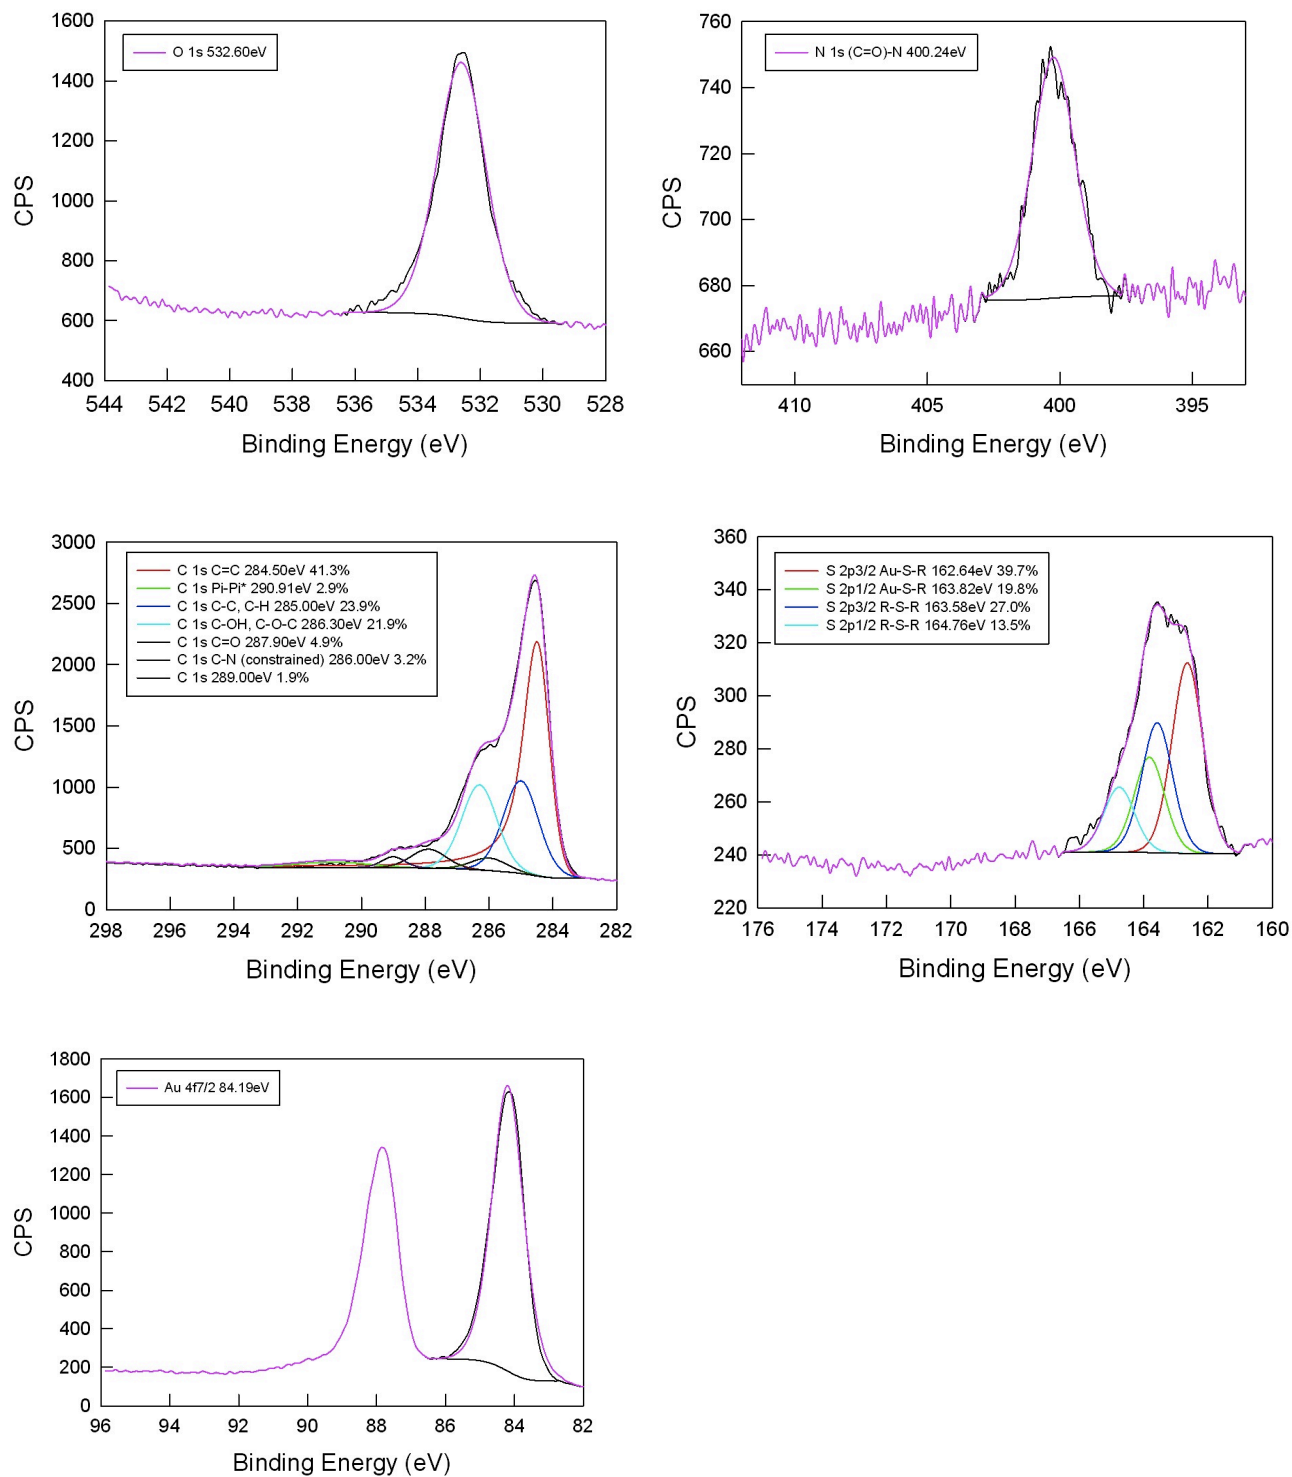 1600
1400
1200
1000
800
600
400
CPS
O 1s 532.60eV
544 542 540 538 536 534 532 530 528
Binding Energy (eV)
760
740
720
700
680
660
CPS
N 1s (C=O)-N 400.24eV
410 405 400 395
Binding Energy (eV)
3000
2500
2000
1500
1000
500
0
CPS
C 1s C=C 284.50eV 41.3%
C 1s Pi-Pi* 290.91eV 2.9%
C 1s C-C, C-H 285.00eV 23.9%
C 1s C-OH, C-O-C 286.30eV 21.9%
C 1s C=O 287.90eV 4.9%
C 1s C-N (constrained) 286.00eV 3.2%
C 1s 289.00eV 1.9%
298 296 294 292 290 288 286 284 282
Binding Energy (eV)
360
340
320
300
280
260
240
220
CPS
S 2p3/2 Au-S-R 162.64eV 39.7%
S 2p1/2 Au-S-R 163.82eV 19.8%
S 2p3/2 R-S-R 163.58eV 27.0%
S 2p1/2 R-S-R 164.76eV 13.5%
176 174 172 170 168 166 164 162 160
Binding Energy (eV)
1800
1600
1400
1200
1000
800
600
400
200
0
CPS
Au 4f7/2 84.19eV
96 94 92 90 88 86 84 82
Binding Energy (eV)